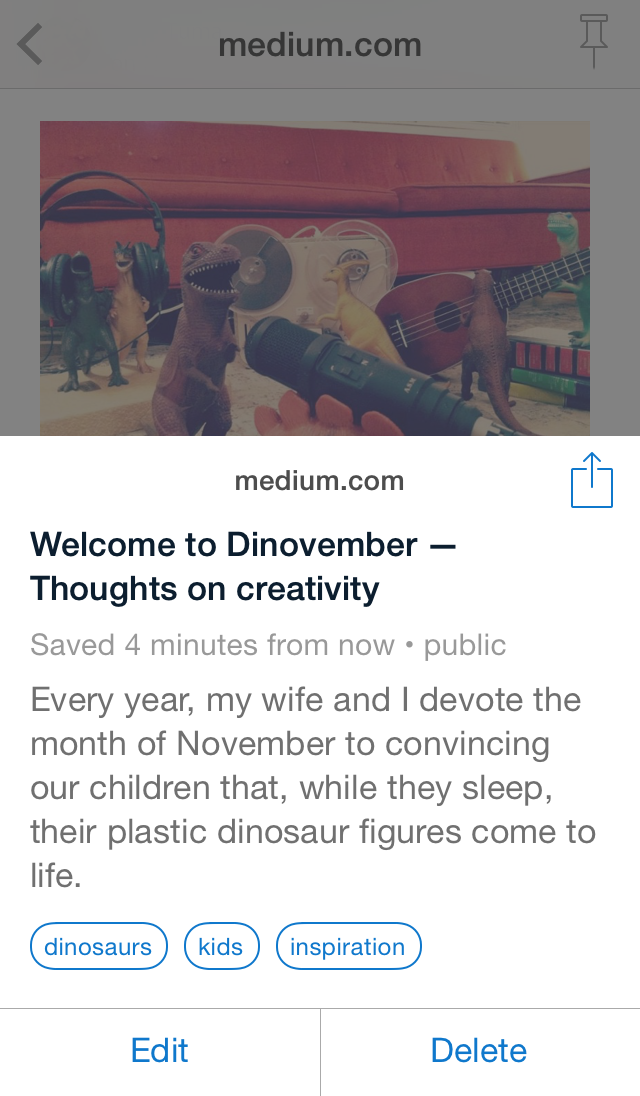 medium.com
medium.com
Welcome to Dinovember —
Thoughts on creativity
Saved 4 minutes from now • public
Every year, my wife and I devote the
month of November to convincing
our children that, while they sleep,
their plastic dinosaur figures come to
life.
dinosaurs kids inspiration
Edit Delete